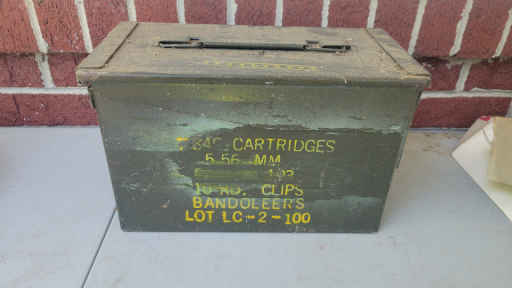 CARTRIDGES
5.56 MM
10 RD. CLIPS
BANDOLEERS
LOT LC-2-100